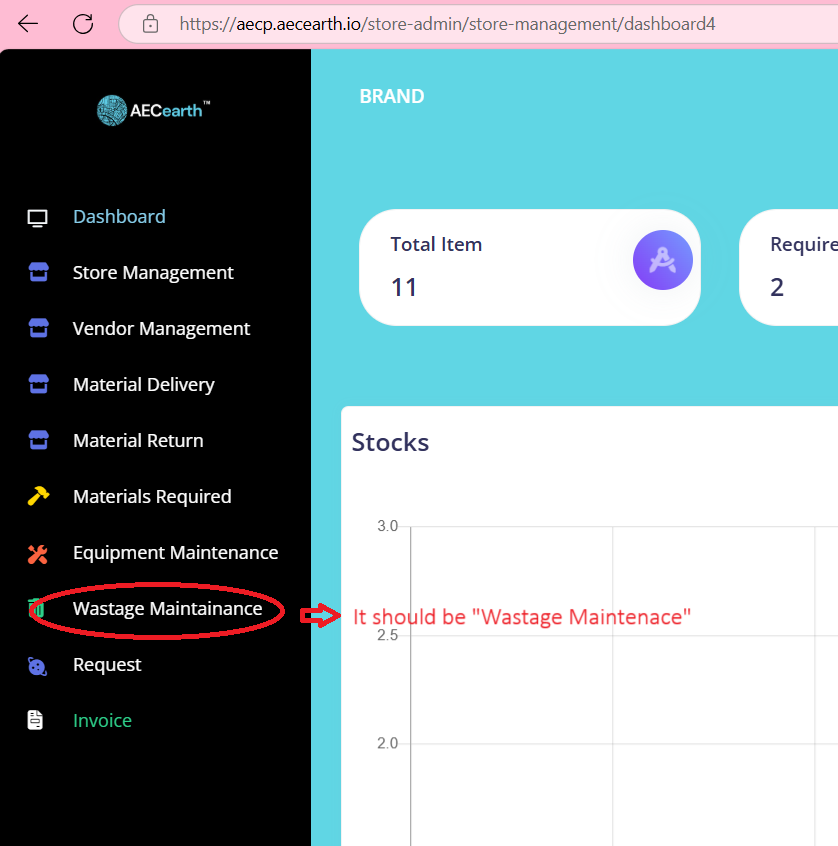 https://aecp.aecearth.io/store-admin/store-management/dashboard4
AECearth™
BRAND
Dashboard
Store Management
Vendor Management
Material Delivery
Material Return
Materials Required
Equipment Maintenance
Wastage Maintainance
Request
Invoice
Total Item
11
Require
2
Stocks
3.0
It should be "Wastage Maintenace"
2.5
2.0